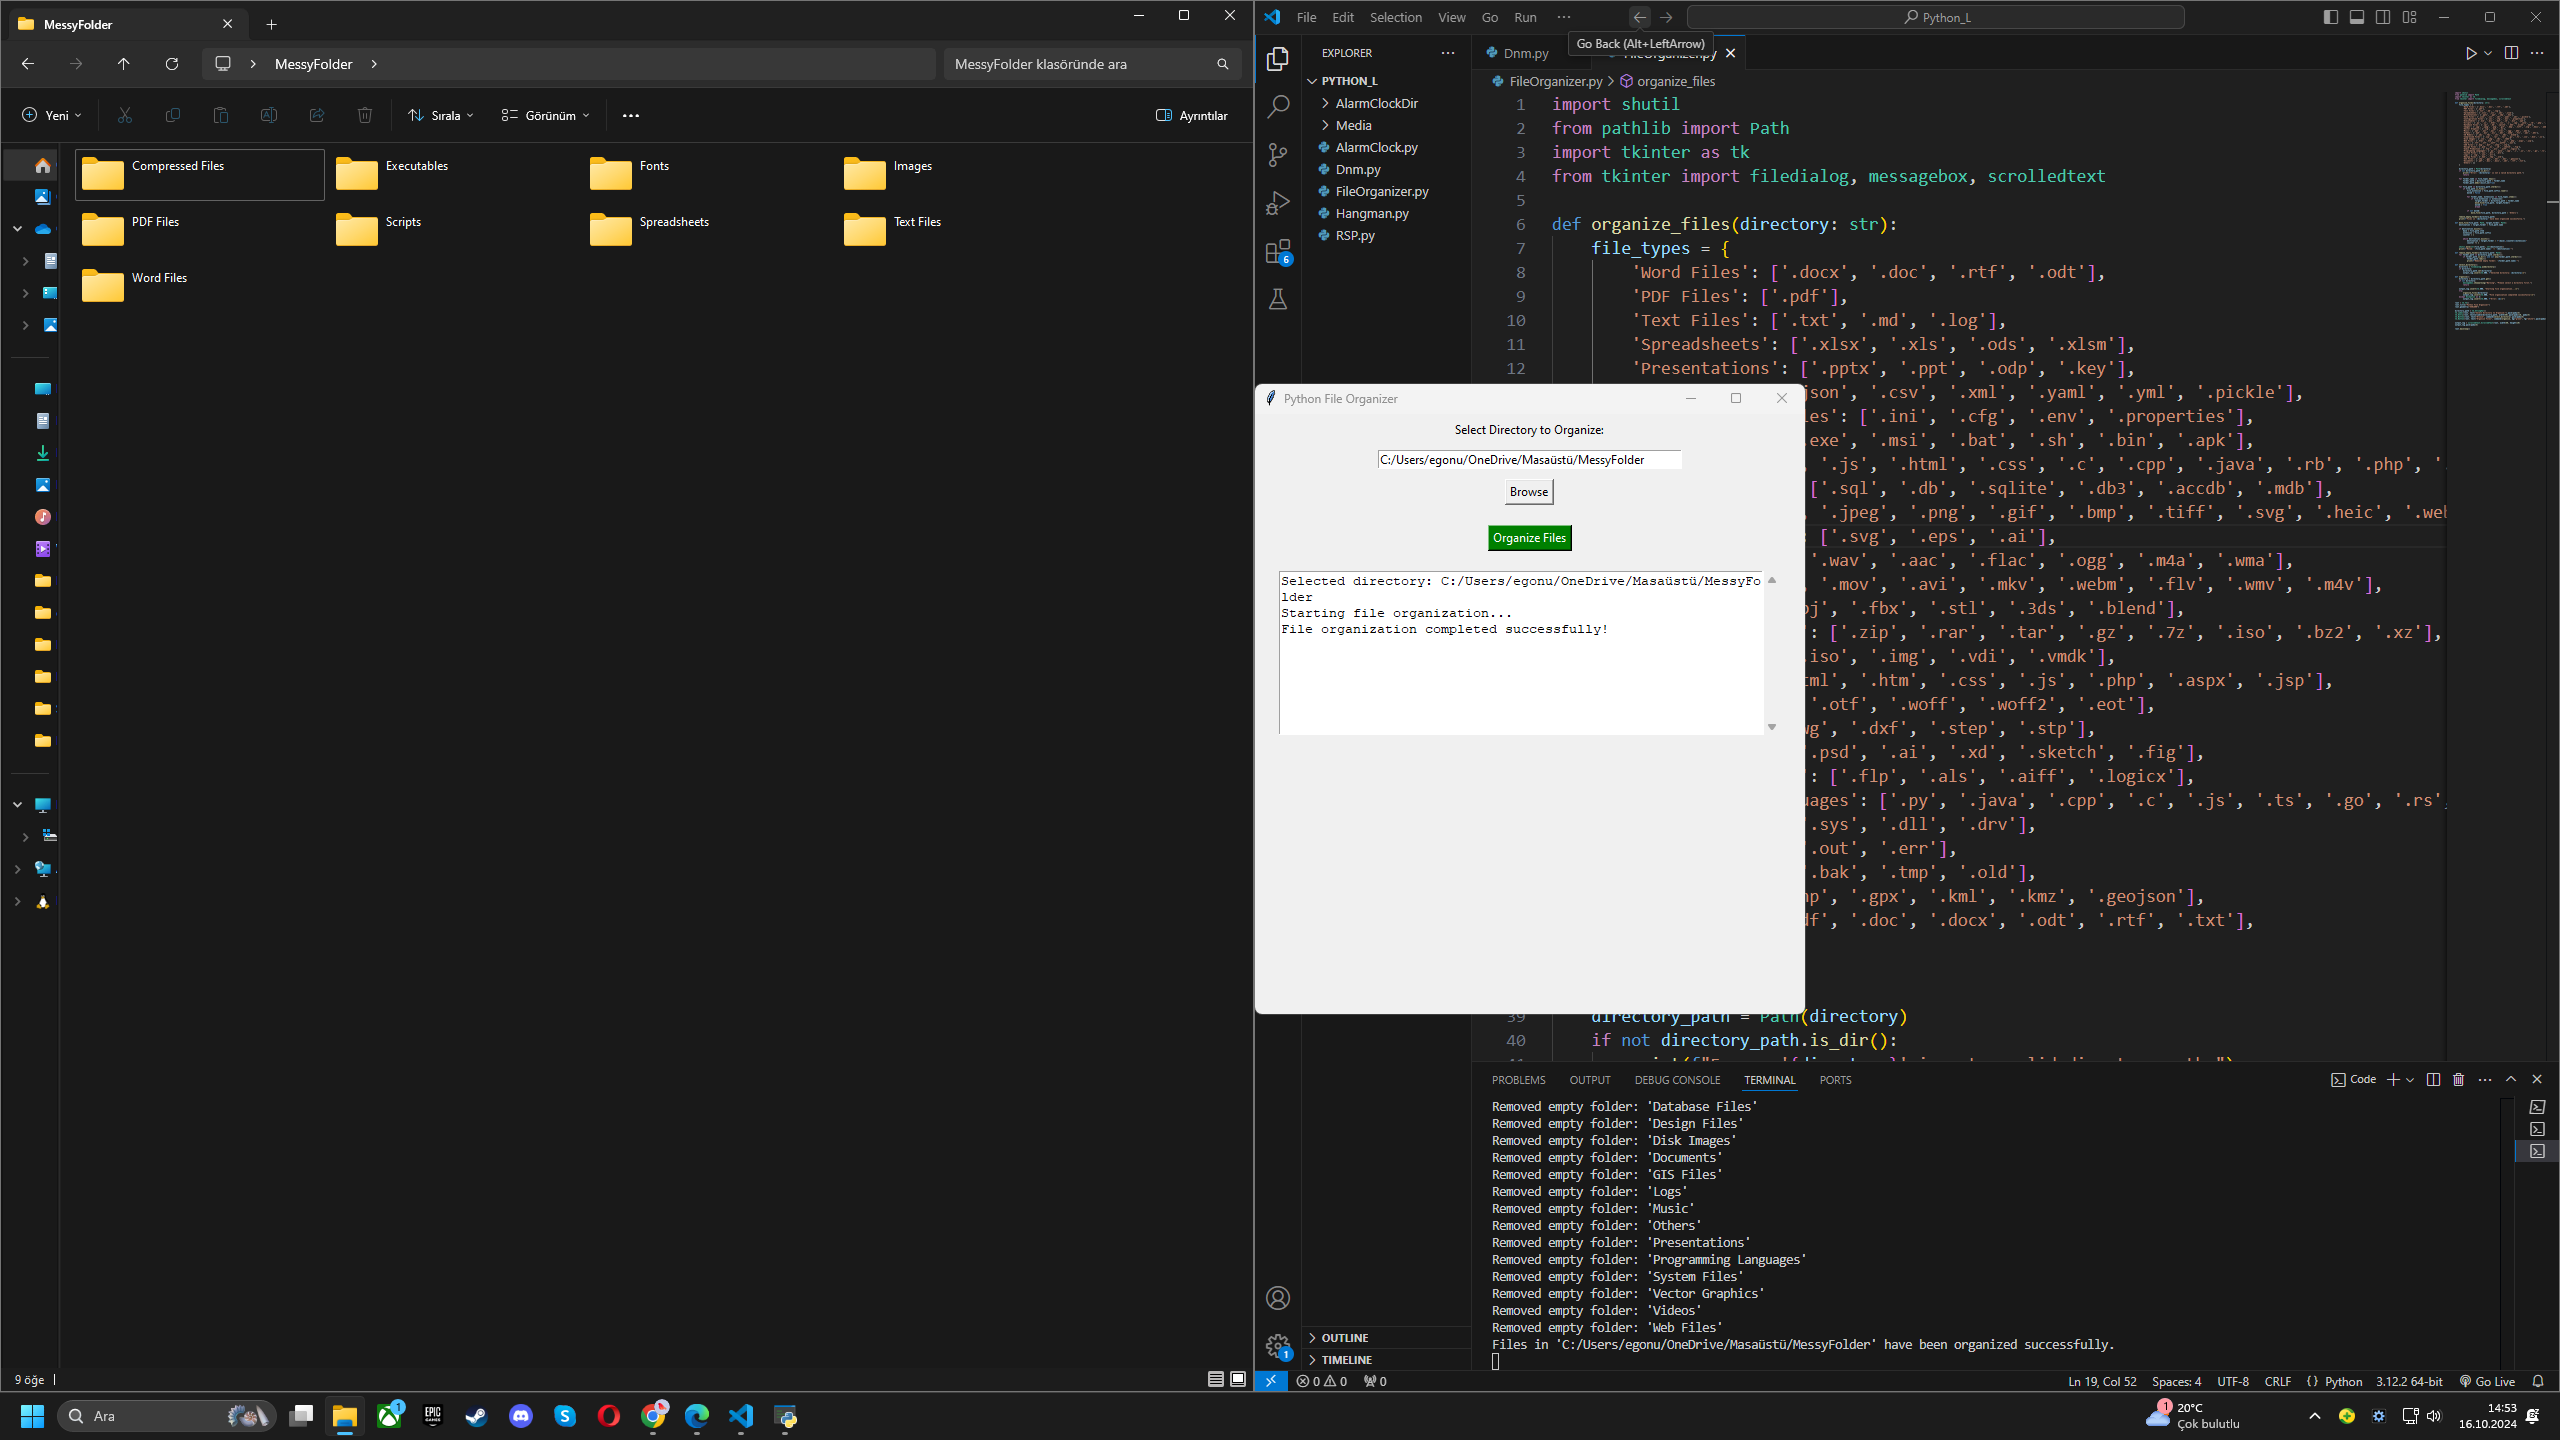 MessyFolder
MessyFolder
MessyFolder klasöründe ara
Yeni
Sırala
Görünüm
Ayrıntılar
Compressed Files
Executables
Fonts
Images
PDF Files
Scripts
Spreadsheets
Text Files
Word Files
9 öğe
File Edit Selection View Go Run
Python_L
Go Back (Alt+LeftArrow)
EXPLORER
PYTHON_L
AlarmClockDir
Media
AlarmClock.py
Dnm.py
FileOrganizer.py
Hangman.py
RSP.py
OUTLINE
TIMELINE
6
1
Dnm.py
FileOrganizer.py > organize_files
1 import shutil
2 from pathlib import Path
3 import tkinter as tk
4 from tkinter import filedialog, messagebox, scrolledtext
5
6 def organize_files(directory: str):
7 file_types = {
8 'Word Files': ['.docx', '.doc', '.rtf', '.odt'],
9 'PDF Files': ['.pdf'],
10 'Text Files': ['.txt', '.md', '.log'],
11 'Spreadsheets': ['.xlsx', '.xls', '.ods', '.xlsm'],
12 'Presentations': ['.pptx', '.ppt', '.odp', '.key'],
json', '.csv', '.xml', '.yaml', '.yml', '.pickle'],
les': ['.ini', '.cfg', '.env', '.properties'],
.exe', '.msi', '.bat', '.sh', '.bin', '.apk'],
, '.js', '.html', '.css', '.c', '.cpp', '.java', '.rb', '.php', '
['.sql', '.db', '.sqlite', '.db3', '.accdb', '.mdb'],
, '.jpeg', '.png', '.gif', '.bmp', '.tiff', '.svg', '.heic', '.we
: ['.svg', '.eps', '.ai'],
'.wav', '.aac', '.flac', '.ogg', '.m4a', '.wma'],
'.mov', '.avi', '.mkv', '.webm', '.flv', '.wmv', '.m4v'],
bj', '.fbx', '.stl', '.3ds', '.blend'],
': ['.zip', '.rar', '.tar', '.gz', '.7z', '.iso', '.bz2', '.xz'],
iso', '.img', '.vdi', '.vmdk'],
tml', '.htm', '.css', '.js', '.php', '.aspx', '.jsp'],
'.otf', '.woff', '.woff2', '.eot'],
wg', '.dxf', '.step', '.stp'],
'.psd', '.ai', '.xd', '.sketch', '.fig'],
': ['.flp', '.als', '.aiff', '.logicx'],
uages': ['.py', '.java', '.cpp', '.c', '.js', '.ts', '.go', '.rs'
'.sys', '.dll', '.drv'],
'.out', '.err'],
'.bak', '.tmp', '.old'],
hp', '.gpx', '.kml', '.kmz', '.geojson'],
df', '.doc', '.docx', '.odt', '.rtf', '.txt'],
39 directory_path = Path(directory)
40 if not directory_path.is_dir():
Python File Organizer
Select Directory to Organize:
C:/Users/egonu/OneDrive/Masaüstü/MessyFolder
Browse
Organize Files
Selected directory: C:/Users/egonu/OneDrive/Masaüstü/MessyFo
lder
Starting file organization...
File organization completed successfully!
PROBLEMS OUTPUT DEBUG CONSOLE TERMINAL PORTS
Code
Removed empty folder: 'Database Files'
Removed empty folder: 'Design Files'
Removed empty folder: 'Disk Images'
Removed empty folder: 'Documents'
Removed empty folder: 'GIS Files'
Removed empty folder: 'Logs'
Removed empty folder: 'Music'
Removed empty folder: 'Others'
Removed empty folder: 'Presentations'
Removed empty folder: 'Programming Languages'
Removed empty folder: 'System Files'
Removed empty folder: 'Vector Graphics'
Removed empty folder: 'Videos'
Removed empty folder: 'Web Files'
Files in 'C:/Users/egonu/OneDrive/Masaüstü/MessyFolder' have been organized successfully.
0 0 0
Ln 19, Col 52 Spaces: 4 UTF-8 CRLF {} Python 3.12.2 64-bit Go Live
Ara
1
EPIC GAMES
1
20°C
Çok bulutlu
14:53
16.10.2024